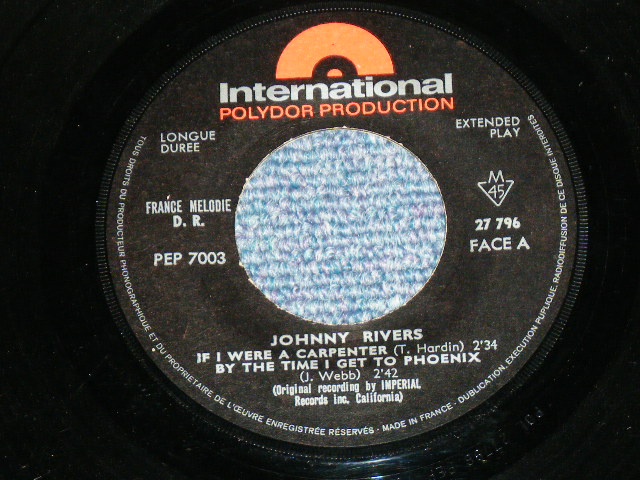 International
POLYDOR PRODUCTION
LONGUE
DUREE
EXTENDED
PLAY
FRANCE MELODIE
D. R.
PEP 7003
M
45
27 796
FACE A
JOHNNY RIVERS
IF I WERE A CARPENTER (T. Hardin) 2'34
BY THE TIME I GET TO PHOENIX
(J. Webb) 2'42
(Original recording by IMPERIAL
Records inc. California)
TOUS DROITS DU PRODUCTEUR PHONOGRAPHIQUE ET DU PROPRIETAIRE DE L'ŒUVRE ENREGISTRÉE RÉSERVÉS - MADE IN FRANCE - DUBLICATION, EXECUTION PUPLIQUE, RADIODIFFUSION DE CE DISQUE INTERDITES